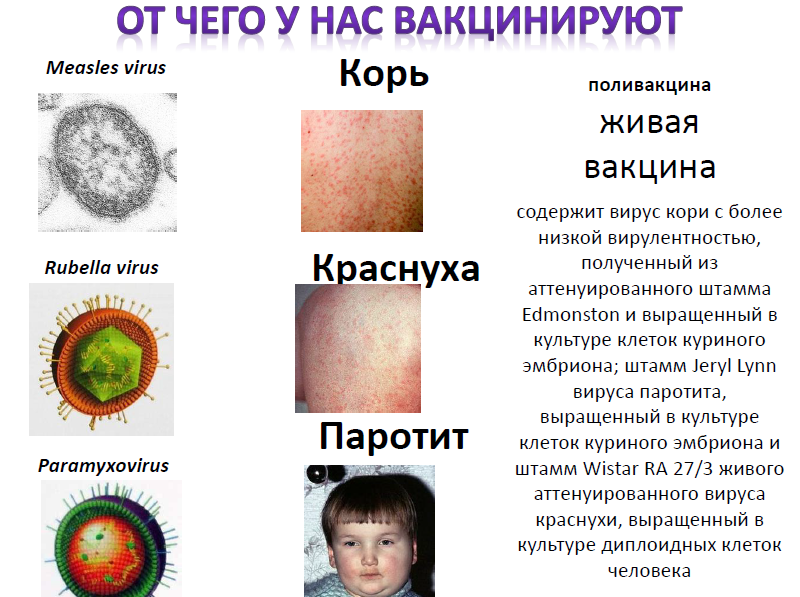 ОТ ЧЕГО У НАС ВАКЦИНИРУЮТ
Measles virus
Корь
Rubella virus
Краснуха
Paramyxovirus
Паротит
поливакцина
живая
вакцина
содержит вирус кори с более
низкой вирулентностью,
полученный из
аттенуированного штамма
Edmonston и выращенный в
культуре клеток куриного
эмбриона; штамм Jeryl Lynn
вируса паротита,
выращенный в культуре
клеток куриного эмбриона и
штамм Wistar RA 27/3 живого
аттенуированного вируса
краснухи, выращенный в
культуре диплоидных клеток
человека